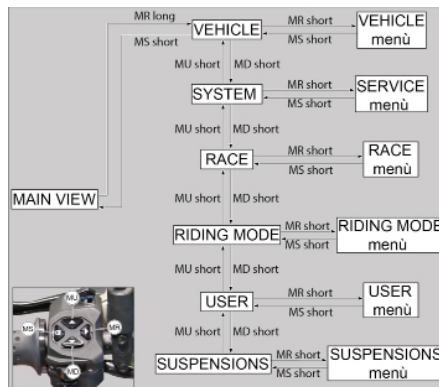 MR long
MS short
VEHICLE
MR short
MS short
VEHICLE
menù
MU short
MD short
SYSTEM
MR short
MS short
SERVICE
menù
MU short
MD short
RACE
MR short
MS short
RACE
menù
MAIN VIEW
MU short
MD short
RIDING MODE
MR short
MS short
RIDING MODE
menù
MU short
MD short
USER
MR short
MS short
USER
menù
MU short
MD short
SUSPENSIONS
MR short
MS short
SUSPENSIONS
menù
MU
MS
MR
MD